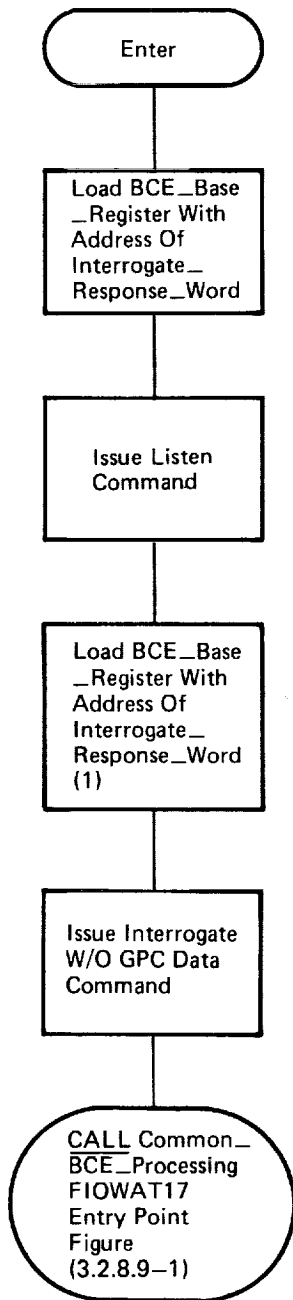 Enter
Load BCE_Base
_Register With
Address Of
Interrogate_
Response_Word
Issue Listen
Command
Load BCE_Base
_Register With
Address Of
Interrogate_
Response_Word
(1)
Issue Interrogate
W/O GPC Data
Command
CALL Common_
BCE_Processing
FIOWAT17
Entry Point
Figure
(3.2.8.9–1)